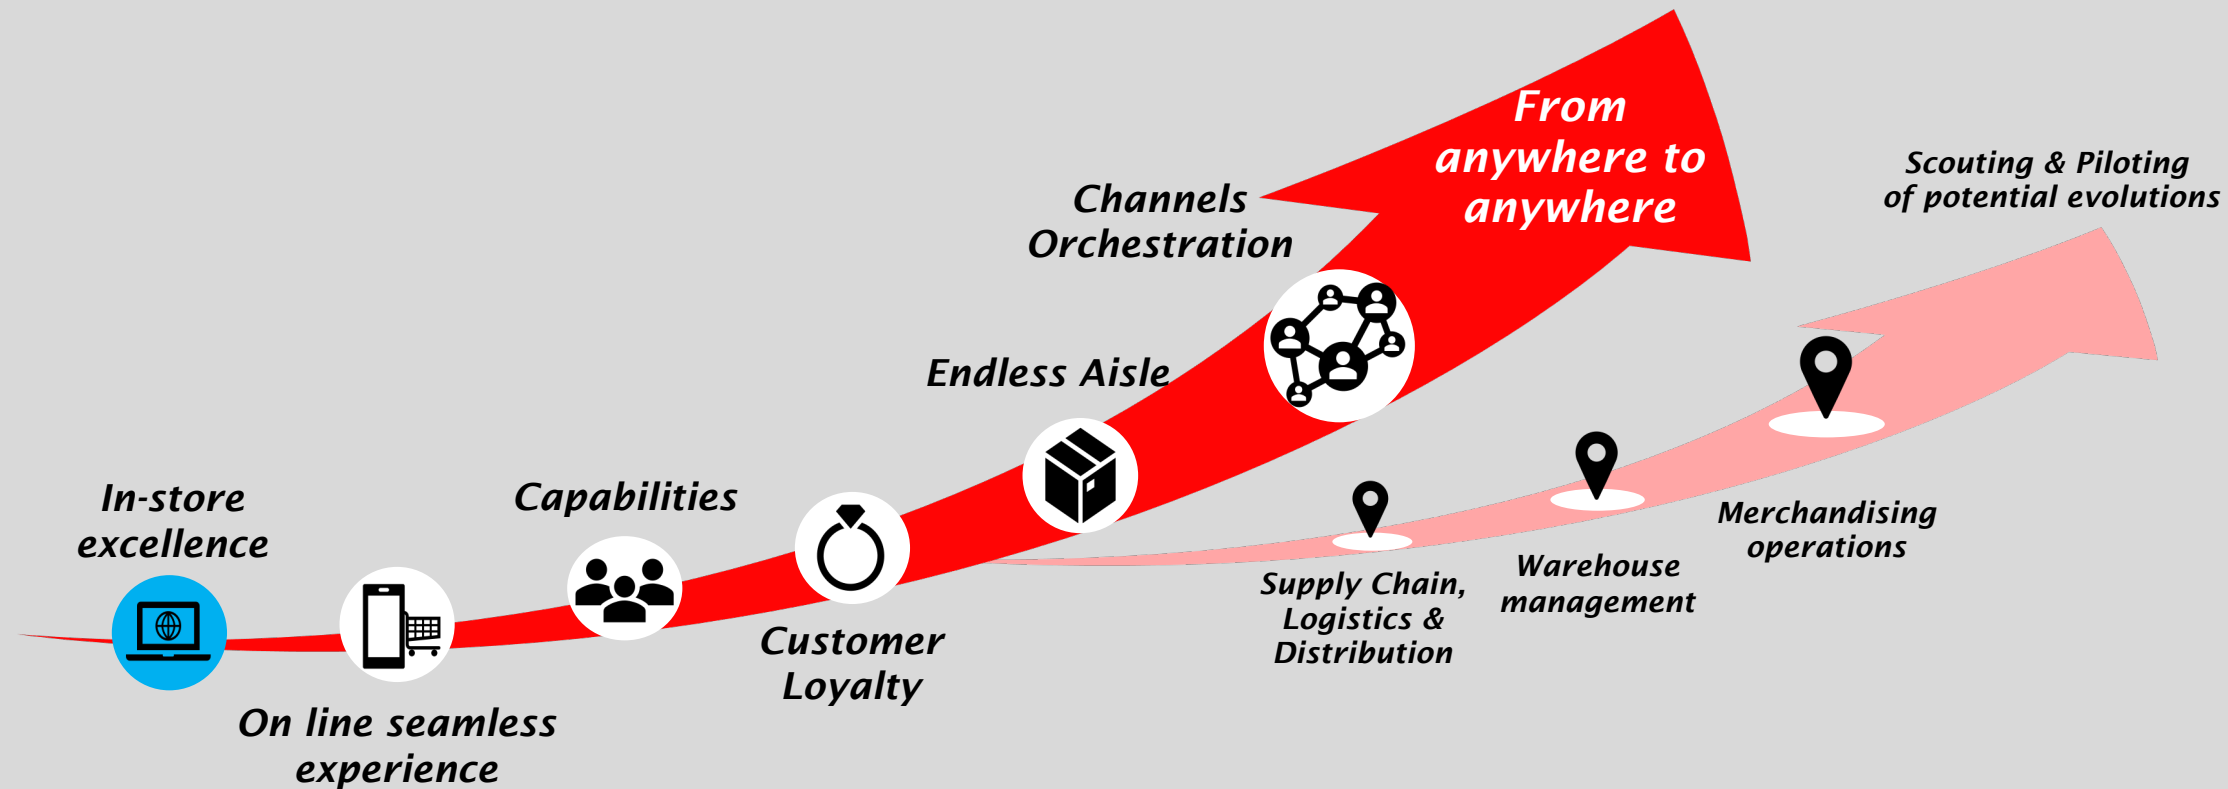 In-store
excellence
On line seamless
experience
Capabilities
Customer
Loyalty
Endless Aisle
Channels
Orchestration
From
anywhere to
anywhere
Supply Chain,
Logistics &
Distribution
Warehouse
management
Merchandising
operations
Scouting & Piloting
of potential evolutions